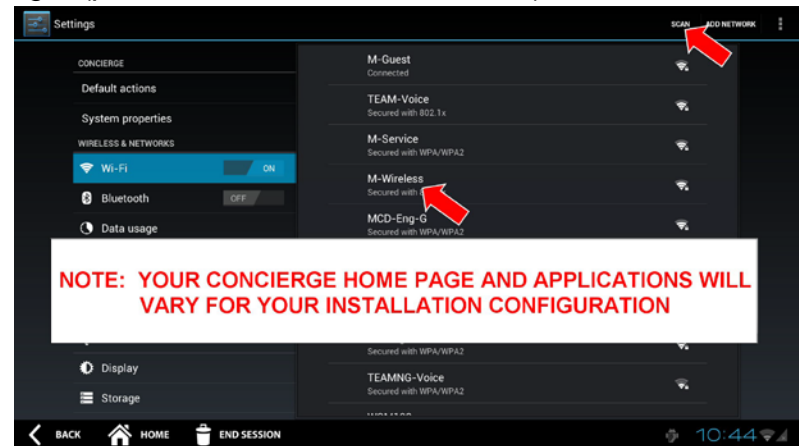 Settings
SCAN ADD NETWORK
CONCIERGE
Default actions
System properties
WIRELESS & NETWORKS
Wi-Fi ON
Bluetooth OFF
Data usage
M-Guest
Connected
TEAM-Voice
Secured with 802.1x
M-Service
Secured with WPA/WPA2
M-Wireless
Secured with
MCD-Eng-G
Secured with WPA/WPA2
NOTE: YOUR CONCIERGE HOME PAGE AND APPLICATIONS WILL
VARY FOR YOUR INSTALLATION CONFIGURATION
Display
Storage
Secured with WPA/WPA2
TEAMNG-Voice
Secured with WPA/WPA2
BACK HOME END SESSION
10:44